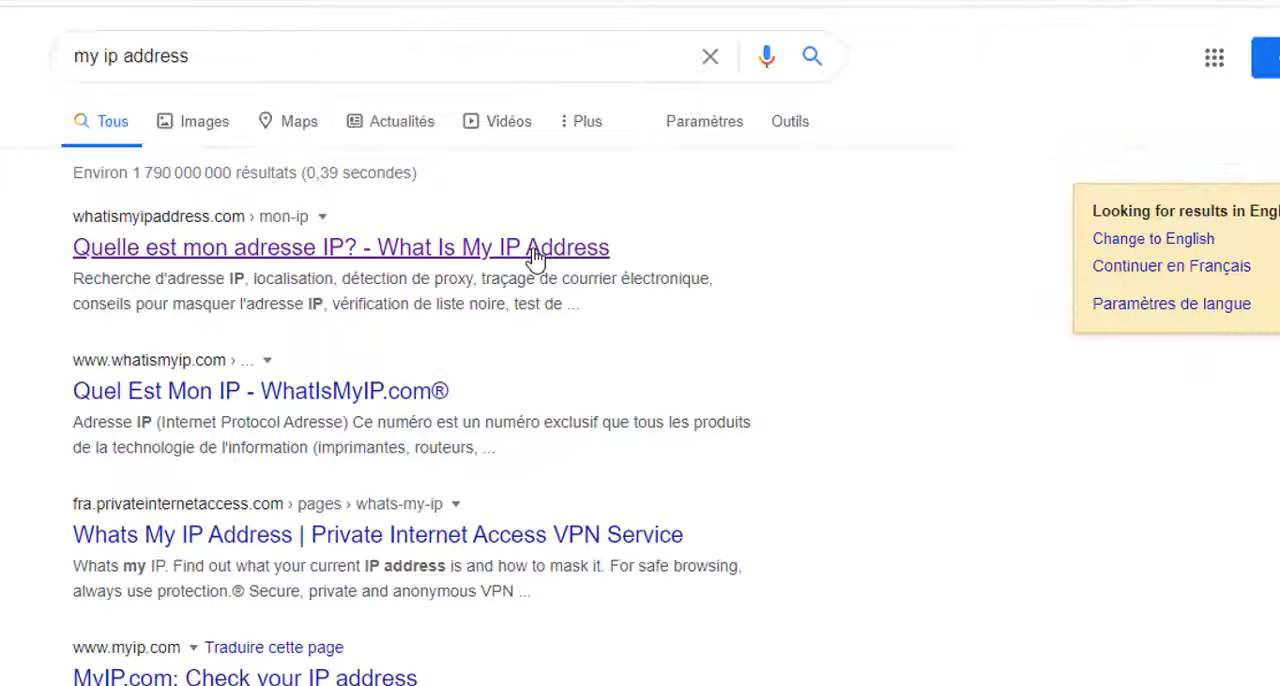 my ip address
Tous Images Maps Actualités Vidéos Plus Paramètres Outils
Environ 1 790 000 000 résultats (0,39 secondes)
whatismyipaddress.com › mon-ip
Quelle est mon adresse IP? - What Is My IP Address
Recherche d'adresse IP, localisation, détection de proxy, traçage de courrier électronique,
conseils pour masquer l'adresse IP, vérification de liste noire, test de ...
www.whatismyip.com › ...
Quel Est Mon IP - WhatIsMyIP.com®
Adresse IP (Internet Protocol Adresse) Ce numéro est un numéro exclusif que tous les produits
de la technologie de l'information (imprimantes, routeurs, ...
fra.privateinternetaccess.com › pages › whats-my-ip
Whats My IP Address | Private Internet Access VPN Service
Whats my IP. Find out what your current IP address is and how to mask it. For safe browsing,
always use protection.® Secure, private and anonymous VPN ...
www.myip.com Traduire cette page
MyIP.com: Check your IP address
Looking for results in Engl
Change to English
Continuer en Français
Paramètres de langue